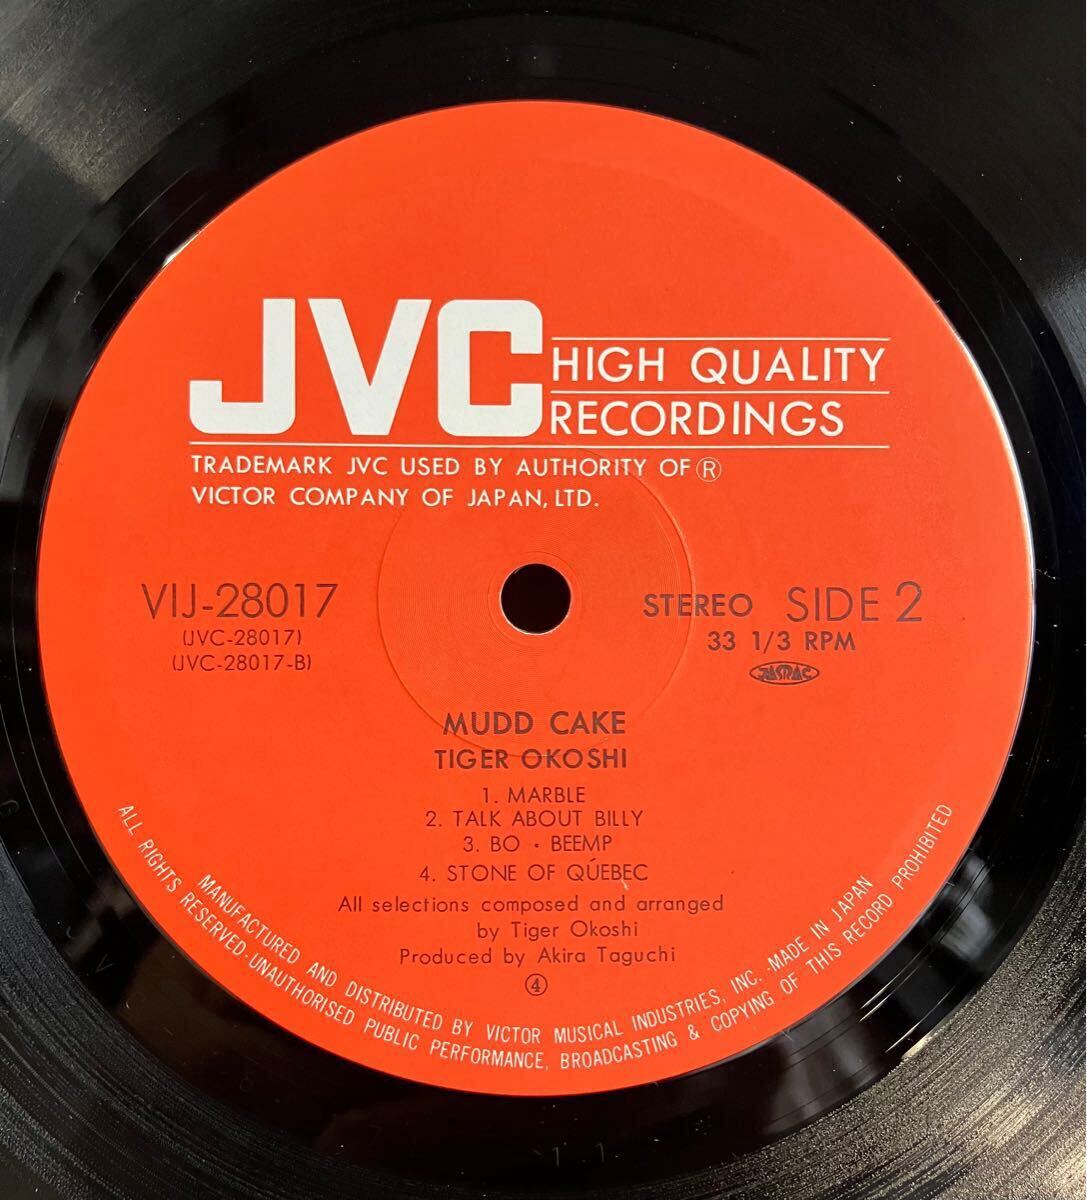 JVC
HIGH QUALITY
RECORDINGS
TRADEMARK JVC USED BY AUTHORITY OF ®
VICTOR COMPANY OF JAPAN, LTD.
VIJ-28017
(JVC-28017)
(JVC-28017-B)
STEREO SIDE 2
33 1/3 RPM
JASRAC
MUDD CAKE
TIGER OKOSHI
1. MARBLE
2. TALK ABOUT BILLY
3. BO • BEEMP
4. STONE OF QÚEBEC
All selections composed and arranged
by Tiger Okoshi
Produced by Akira Taguchi
④
MANUFACTURED AND DISTRIBUTED BY VICTOR MUSICAL INDUSTRIES, INC. · MADE IN JAPAN
ALL RIGHTS RESERVED · UNAUTHORISED PUBLIC PERFORMANCE, BROADCASTING & COPYING OF THIS RECORD PROHIBITED